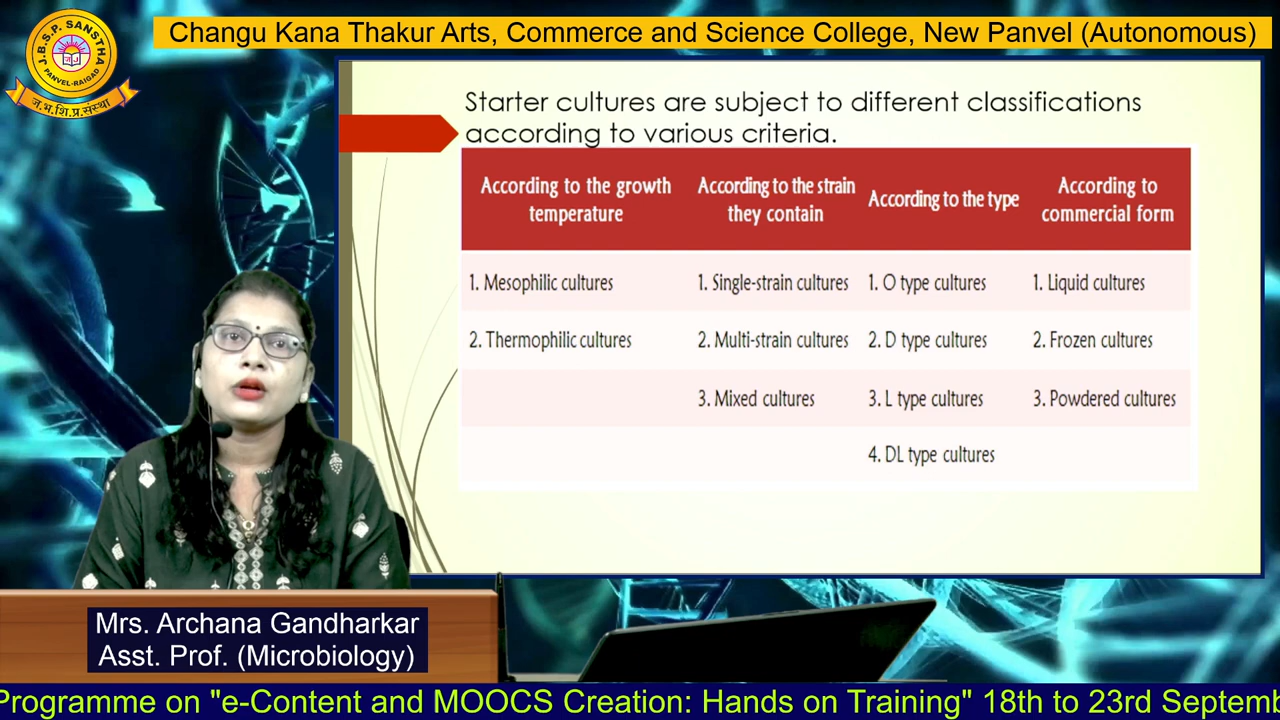 J.B.S.P. SANSTHA
PANVEL-RAIGAD
ज.भ.शि.प्र.संस्था
Changu Kana Thakur Arts, Commerce and Science College, New Panvel (Autonomous)
Starter cultures are subject to different classifications
according to various criteria.
According to the growth
temperature
According to the strain
they contain
According to the type
According to
commercial form
1. Mesophilic cultures
1. Single-strain cultures
1. O type cultures
1. Liquid cultures
2. Thermophilic cultures
2. Multi-strain cultures
2. D type cultures
2. Frozen cultures
3. Mixed cultures
3. L type cultures
3. Powdered cultures
4. DL type cultures
Mrs. Archana Gandharkar
Asst. Prof. (Microbiology)
Programme on "e-Content and MOOCS Creation: Hands on Training" 18th to 23rd Septemb